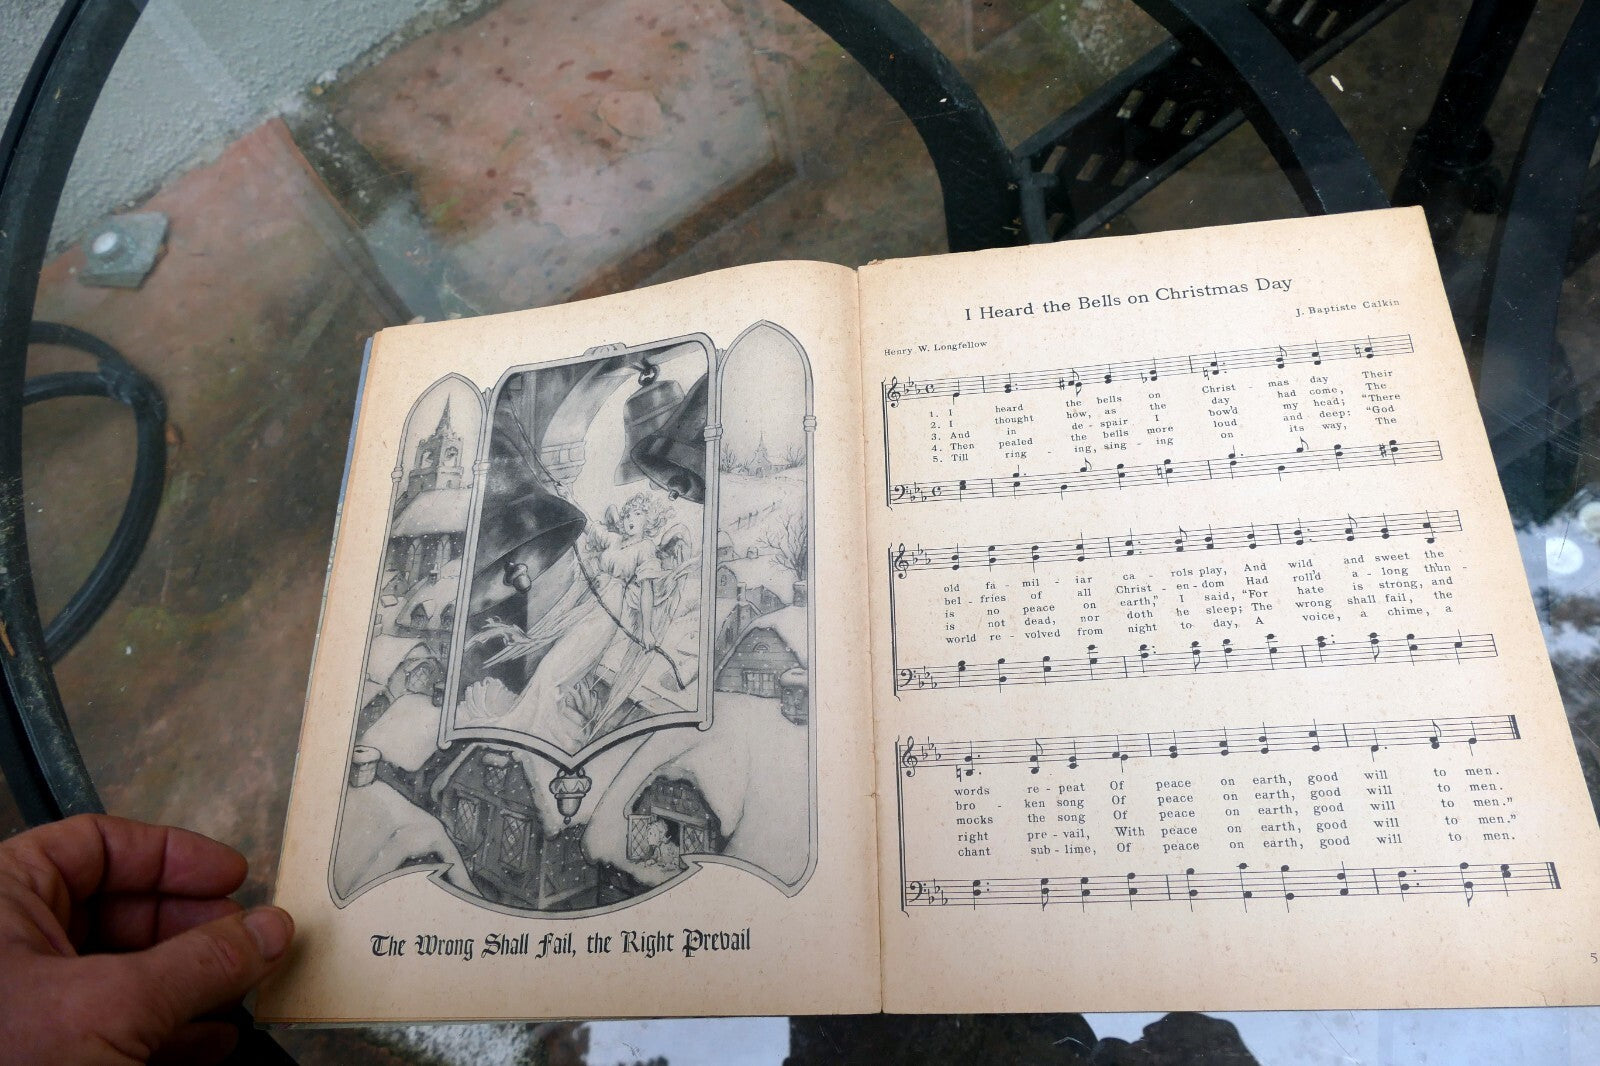 The Wrong Shall Fail, the Right Prevail
I Heard the Bells on Christmas Day
J. Baptiste Calkin
Henry W. Longfellow
1. I heard the bells on Christ - mas day Their
2. I thought how, as the day had come, The
3. And in de - spair I bow'd my head; "There
4. Then pealed the bells more loud and deep: "God
5. Till ring - ing, sing - ing on its way, The
old fa - mil - iar ca - rols play, And wild and sweet the
bel - fries of all Christ - en - dom Had roll'd a - long th'un -
is no peace on earth," I said, "For hate is strong, and
is not dead, nor doth he sleep; The wrong shall fail, the
world re - volved from night to day, A voice, a chime, a
words re - peat Of peace on earth, good will to men.
bro - ken song Of peace on earth, good will to men.
mocks the song Of peace on earth, good will to men."
right pre - vail, With peace on earth, good will to men."
chant sub - lime, Of peace on earth, good will to men.
5